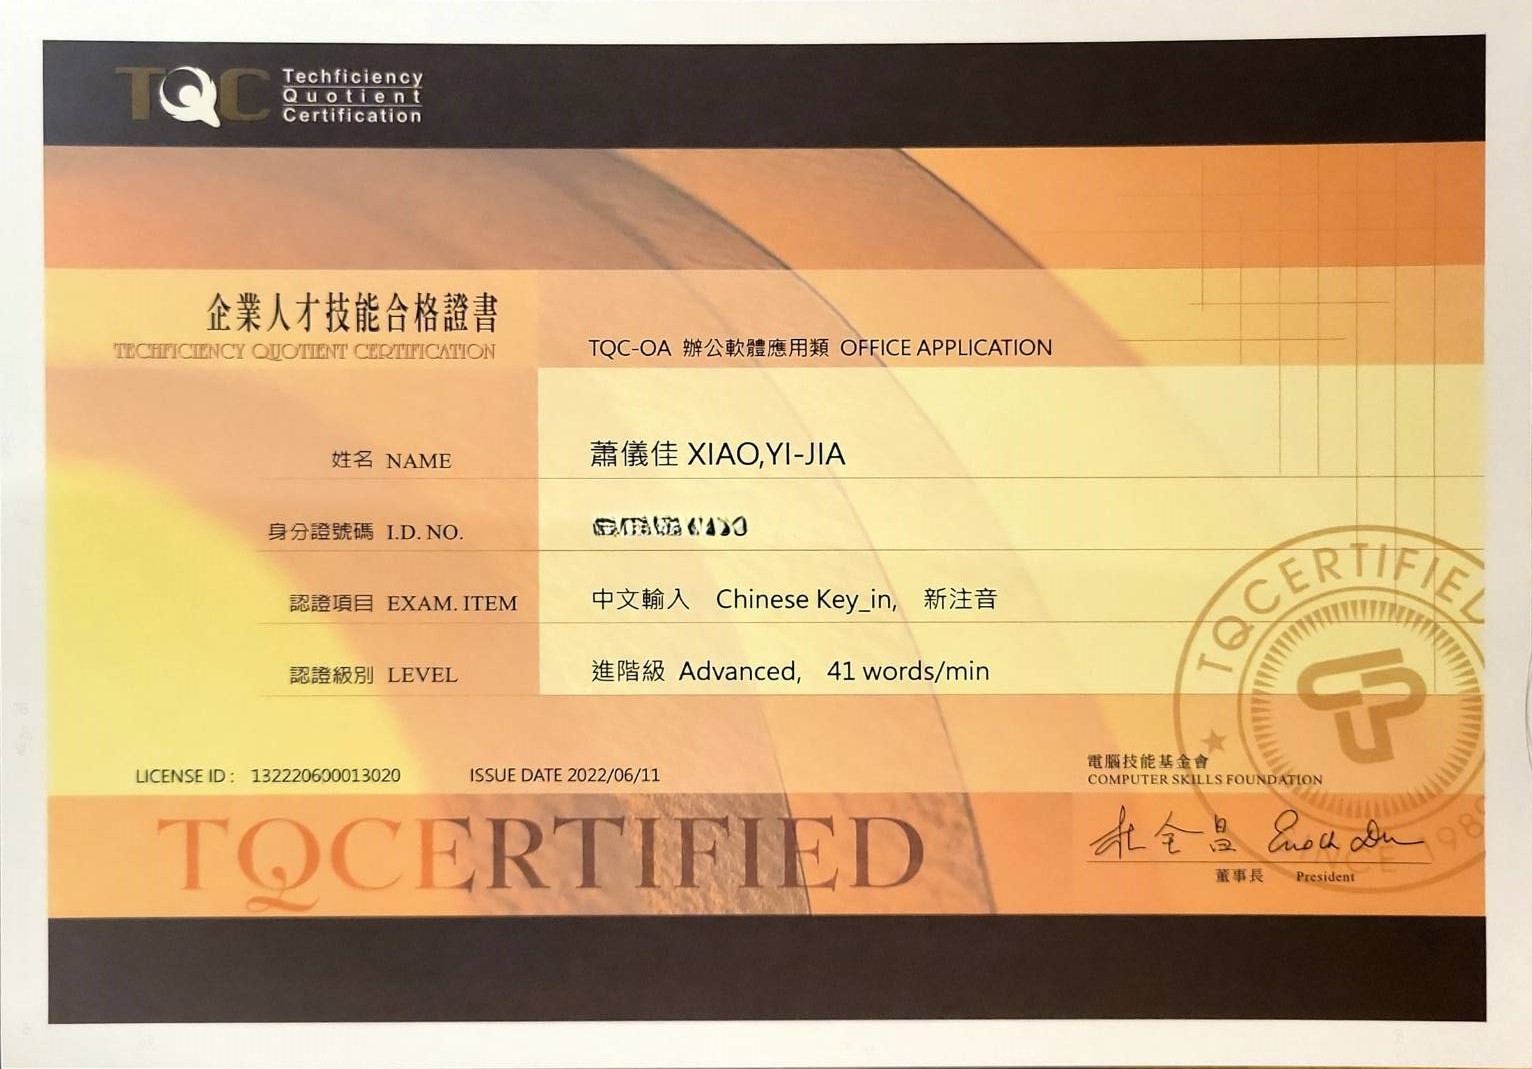 TQC Techficiency
Quotient
Certification
企業人才技能合格證書
TECHFICIENCY QUOTIENT CERTIFICATION
TQC-OA 辦公軟體應用類 OFFICE APPLICATION
姓名 NAME 蕭儀佳 XIAO,YI-JIA
身分證號碼 I.D. NO.
認證項目 EXAM. ITEM 中文輸入 Chinese Key_in, 新注音
認證級別 LEVEL 進階級 Advanced, 41 words/min
TQCERTIFIED
SINCE 1989
LICENSE ID : 132220600013020 ISSUE DATE 2022/06/11
電腦技能基金會
COMPUTER SKILLS FOUNDATION
TQCERTIFIED
杜全昌 Enoch Du
董事長 President